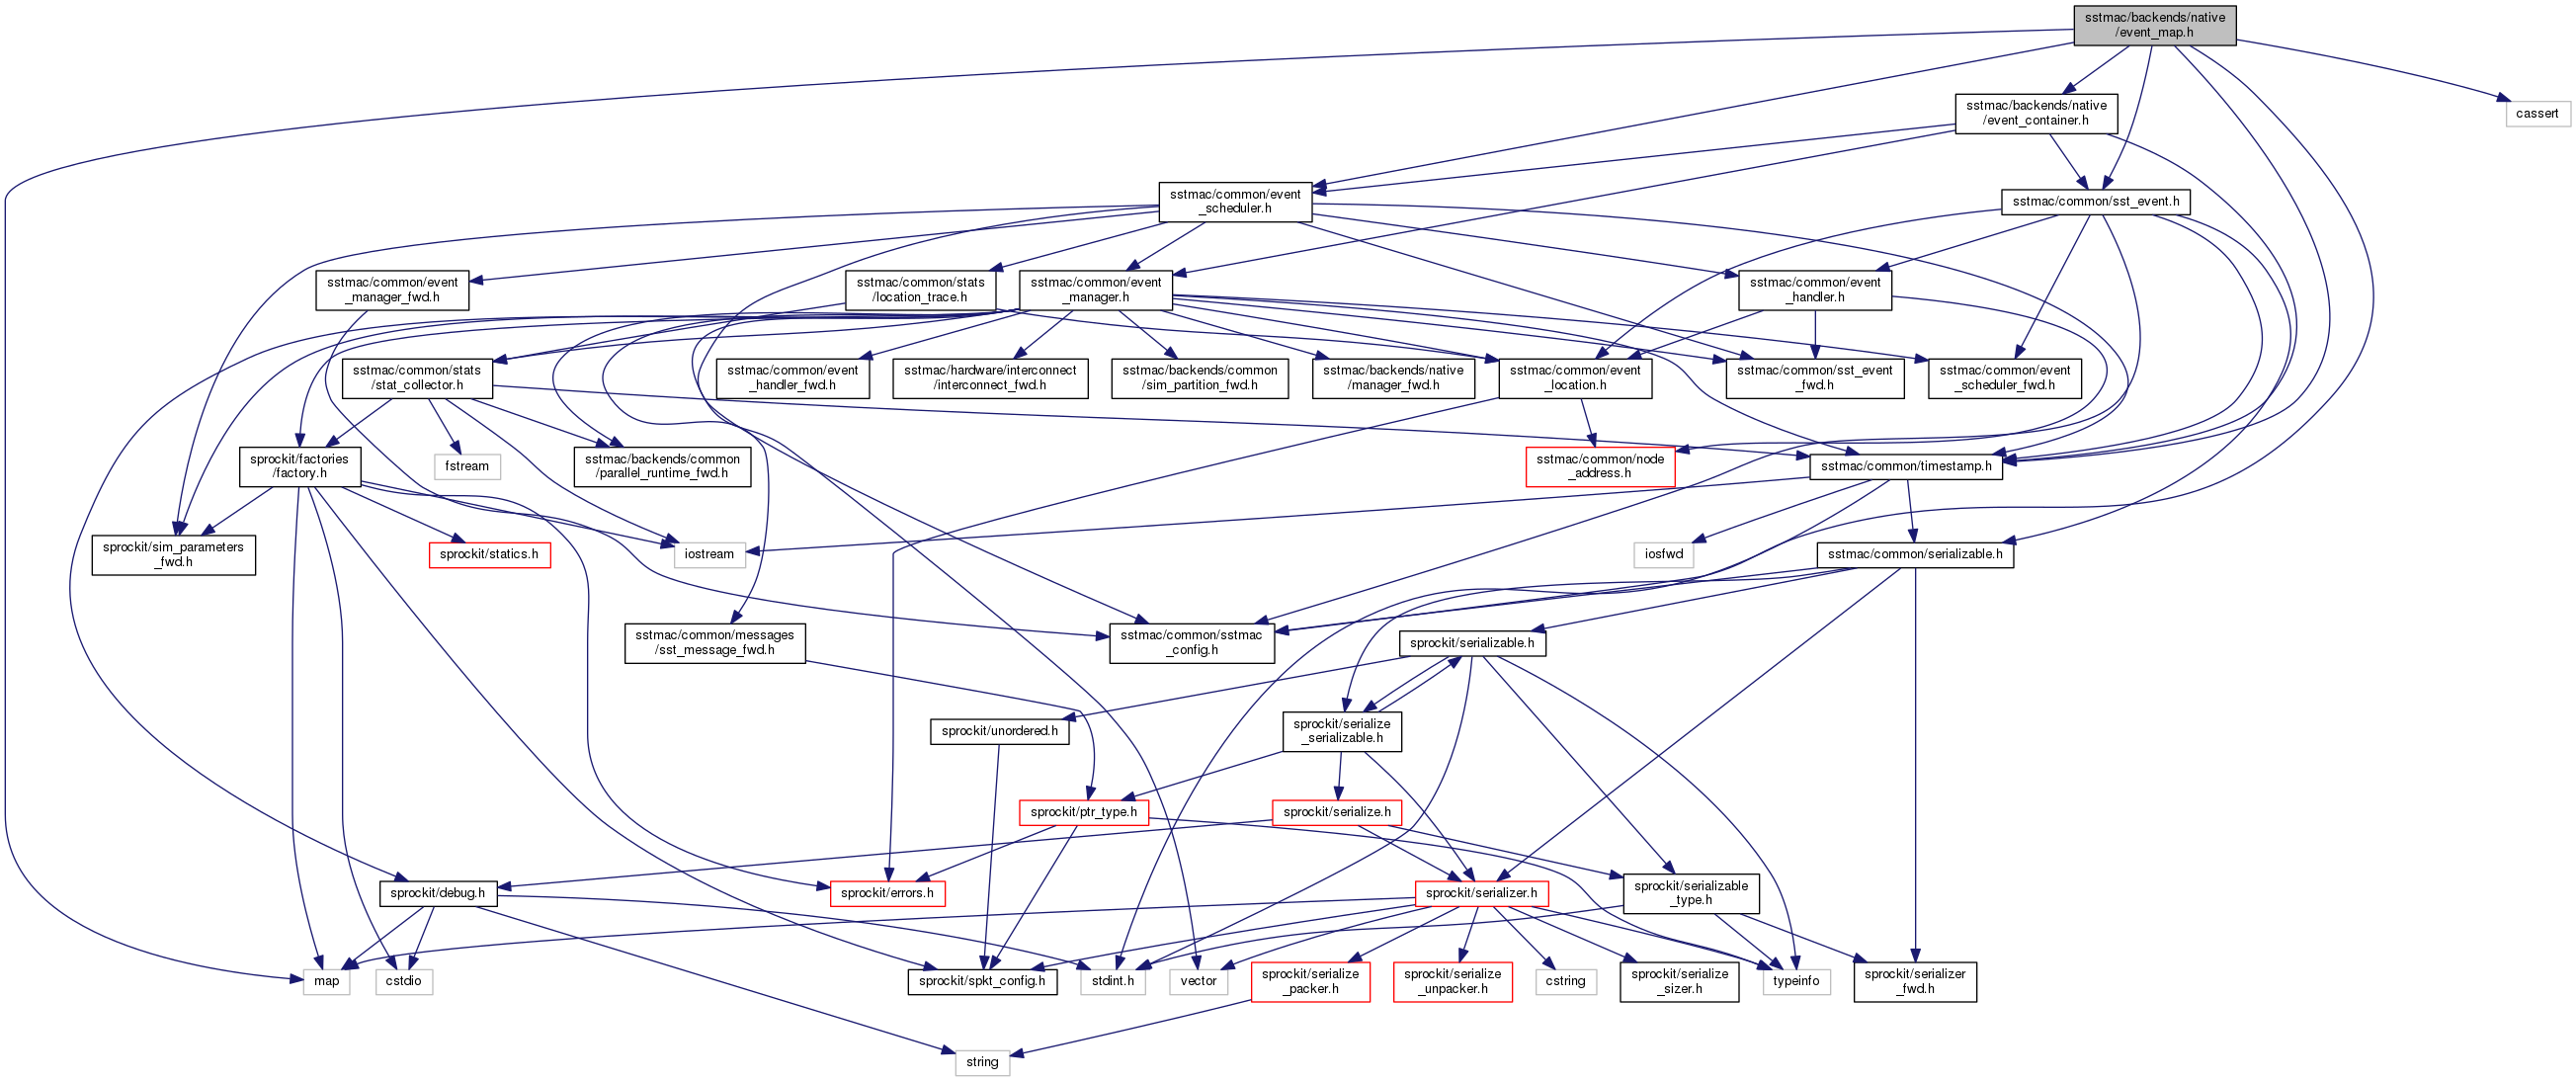 sstmac/backends/native
/event_map.h
sstmac/backends/native
/event_container.h
cassert
sstmac/common/event
_scheduler.h
sstmac/common/sst_event.h
sstmac/common/event
_manager_fwd.h
sstmac/common/stats
/location_trace.h
sstmac/common/event
_manager.h
sstmac/common/event
_handler.h
sstmac/common/stats
/stat_collector.h
sstmac/common/event
_handler_fwd.h
sstmac/hardware/interconnect
/interconnect_fwd.h
sstmac/backends/common
/sim_partition_fwd.h
sstmac/backends/native
/manager_fwd.h
sstmac/common/event
_location.h
sstmac/common/sst_event
_fwd.h
sstmac/common/event
_scheduler_fwd.h
sprockit/factories
/factory.h
fstream
sstmac/backends/common
/parallel_runtime_fwd.h
sstmac/common/node
_address.h
sstmac/common/timestamp.h
sprockit/sim_parameters
_fwd.h
sprockit/statics.h
iostream
iosfwd
sstmac/common/serializable.h
sstmac/common/messages
/sst_message_fwd.h
sstmac/common/sstmac
_config.h
sprockit/serializable.h
sprockit/unordered.h
sprockit/serialize
_serializable.h
sprockit/ptr_type.h
sprockit/serialize.h
sprockit/debug.h
sprockit/errors.h
sprockit/serializer.h
sprockit/serializable
_type.h
map
cstdio
sprockit/spkt_config.h
stdint.h
vector
sprockit/serialize
_packer.h
sprockit/serialize
_unpacker.h
cstring
sprockit/serialize
_sizer.h
typeinfo
sprockit/serializer
_fwd.h
string